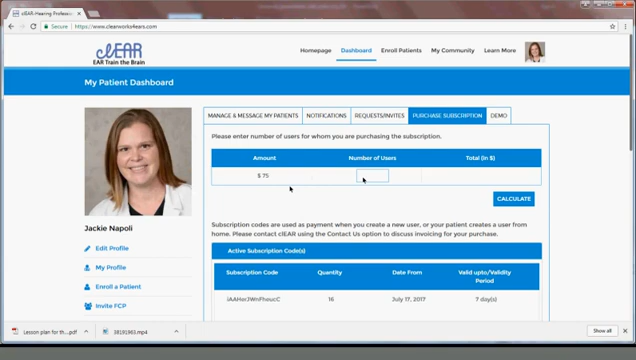 clEAR-Hearing Professio
Secure | https://www.clearworks4ears.com
clEAR
EAR Train the Brain
Homepage Dashboard Enroll Patients My Community Learn More
My Patient Dashboard
MANAGE & MESSAGE MY PATIENTS NOTIFICATIONS REQUESTS/INVITES PURCHASE SUBSCRIPTION DEMO
Please enter number of users for whom you are purchasing the subscription.
Amount Number of Users Total (in $)
$ 75
CALCULATE
Subscription codes are used as payment when you create a new user, or your patient creates a user from
home. Please contact clEAR using the Contact Us option to discuss invoicing for your purchase.
Active Subscription Code(s)
Subscription Code Quantity Date From Valid upto/Validity
Period
16 July 17, 2017 7 day(s)
Jackie Napoli
Edit Profile
My Profile
Enroll a Patient
Invite FCP
Lesson plan for th....pdf 38191963.mp4 Show all